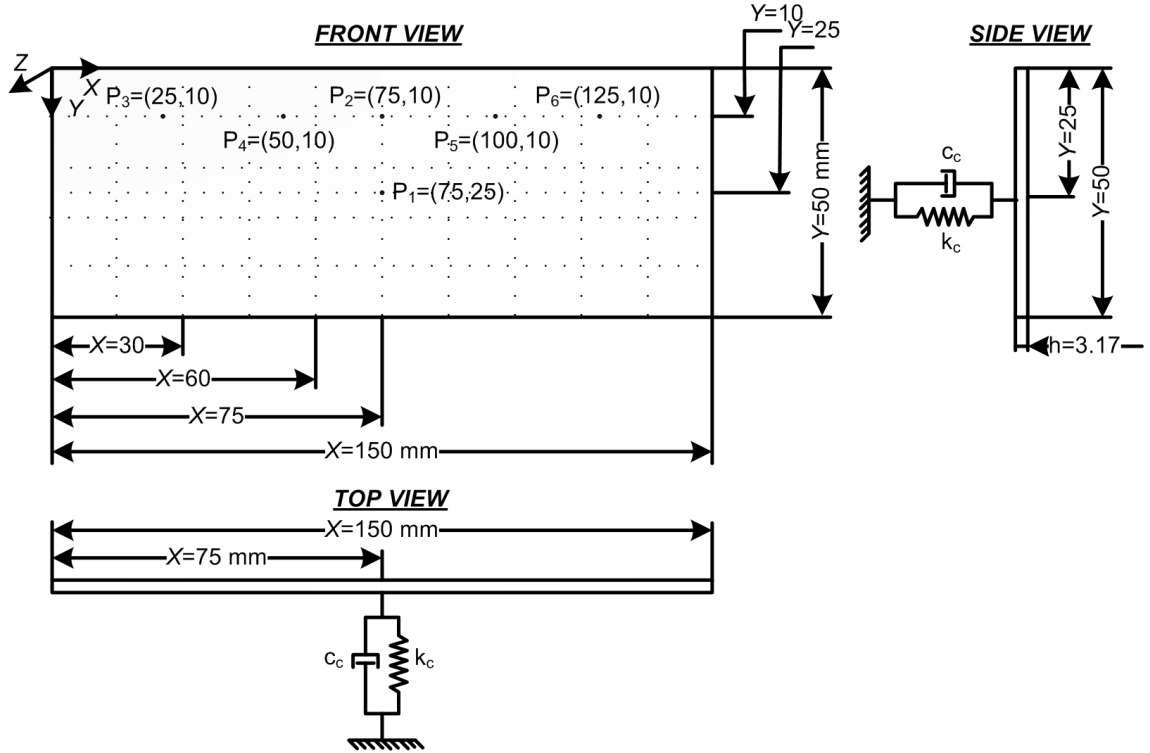 FRONT VIEW
Y=10
Y=25
SIDE VIEW
Z
X
Y
P3=(25,10)
P2=(75,10)
P6=(125,10)
P4=(50,10)
P5=(100,10)
P1=(75,25)
Y=50 mm
cc
kc
Y=25
Y=50
h=3.17
X=30
X=60
X=75
X=150 mm
TOP VIEW
X=150 mm
X=75 mm
cc
kc